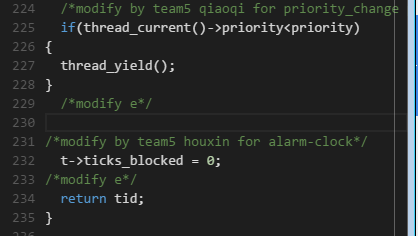 224 /*modify by team5 qiaoqi for priority_change
225 if(thread_current()->priority<priority)
226 {
227 thread_yield();
228 }
229 /*modify e*/
230
231 /*modify by team5 houxin for alarm-clock*/
232 t->ticks_blocked = 0;
233 /*modify e*/
234 return tid;
235 }
236